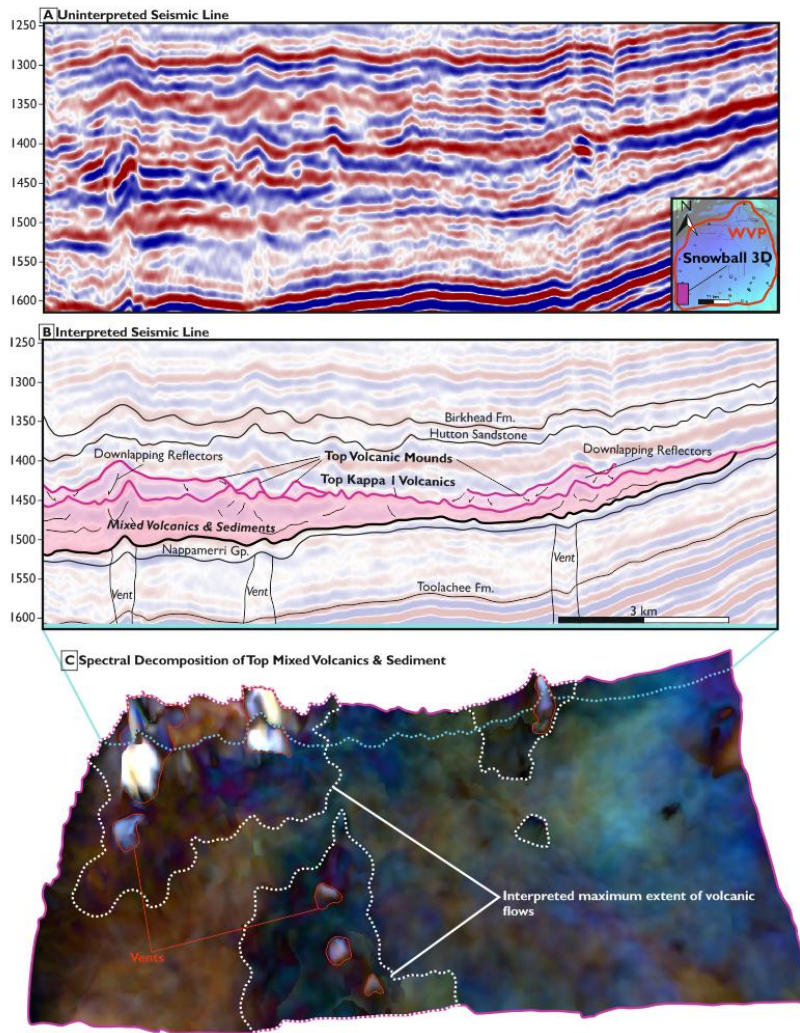 A Uninterpreted Seismic Line
1250
1300
1350
1400
1450
1500
1550
1600
N
WVP
Snowball 3D
B Interpreted Seismic Line
1250
1300
1350
1400
1450
1500
1550
1600
Birkhead Fm.
Hutton Sandstone
Downlapping Reflectors
Top Volcanic Mounds
Downlapping Reflectors
Top Kappa 1 Volcanics
Mixed Volcanics & Sediments
Nappamerri Gp.
Vent
Vent
Vent
Toolachee Fm.
3 km
C Spectral Decomposition of Top Mixed Volcanics & Sediment
Interpreted maximum extent of volcanic
flows
Vents